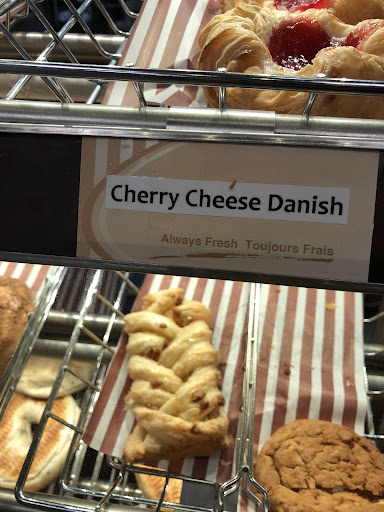 Cherry Cheese Danish
Always Fresh Toujours Frais